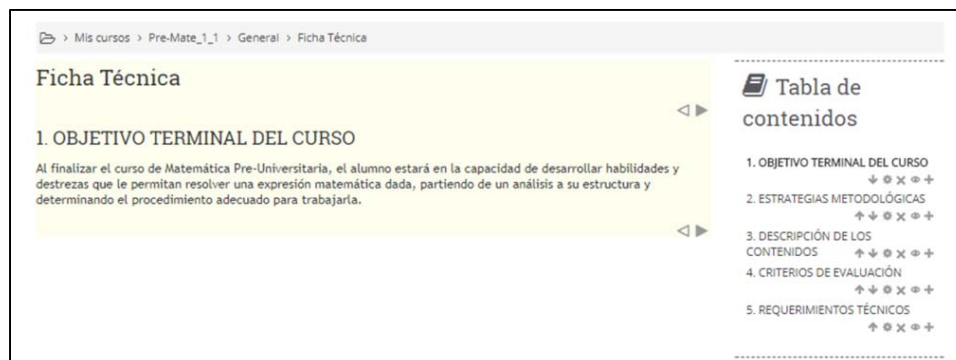 > Mis cursos > Pre-Mate_1_1 > General > Ficha Técnica
Ficha Técnica
1. OBJETIVO TERMINAL DEL CURSO
Al finalizar el curso de Matemática Pre-Universitaria, el alumno estará en la capacidad de desarrollar habilidades y
destrezas que le permitan resolver una expresión matemática dada, partiendo de un análisis a su estructura y
determinando el procedimiento adecuado para trabajarla.
Tabla de
contenidos
1. OBJETIVO TERMINAL DEL CURSO
2. ESTRATEGIAS METODOLÓGICAS
3. DESCRIPCIÓN DE LOS
CONTENIDOS
4. CRITERIOS DE EVALUACIÓN
5. REQUERIMIENTOS TÉCNICOS